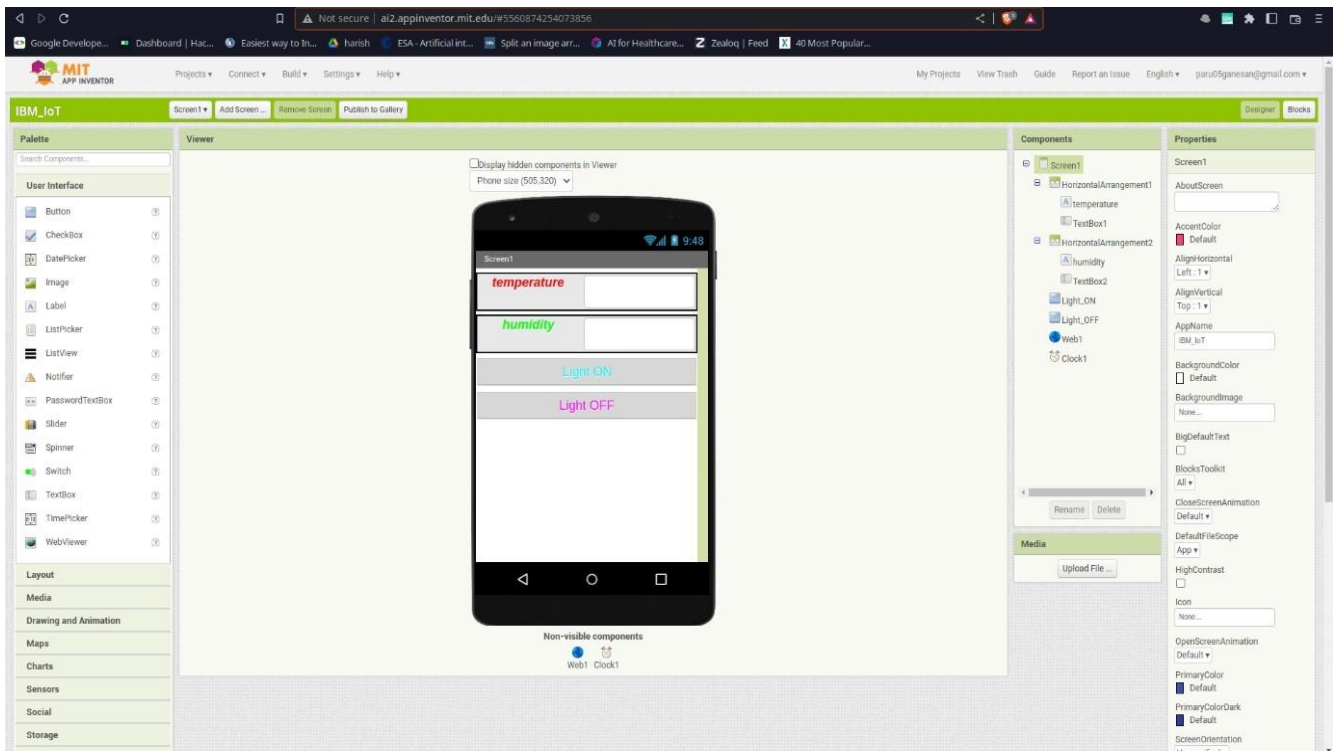 Not secure | ai2.appinventor.mit.edu/#5560874254073856
Google Develope... Dashboard | Hac... Easiest way to In... harish ESA - Artificial int... Split an image arr... AI for Healthcare... Zealoq | Feed 40 Most Popular...
MIT APP INVENTOR
Projects Connect Build Settings Help My Projects View Trash Guide Report an Issue English paru05ganesan@gmail.com
IBM_IoT Screen1 Add Screen ... Remove Screen Publish to Gallery Designer Blocks
Palette
Search Components...
User Interface
Button
CheckBox
DatePicker
Image
Label
ListPicker
ListView
Notifier
PasswordTextBox
Slider
Spinner
Switch
TextBox
TimePicker
WebViewer
Layout
Media
Drawing and Animation
Maps
Charts
Sensors
Social
Storage
Viewer
Display hidden components in Viewer
Phone size (505,320)
9:48
Screen1
temperature
humidity
Light ON
Light OFF
Non-visible components
Web1 Clock1
Components
Screen1
HorizontalArrangement1
temperature
TextBox1
HorizontalArrangement2
humidity
TextBox2
Light_ON
Light_OFF
Web1
Clock1
Rename Delete
Media
Upload File ...
Properties
Screen1
AboutScreen
AccentColor
Default
AlignHorizontal
Left : 1
AlignVertical
Top : 1
AppName
IBM_IoT
BackgroundColor
Default
BackgroundImage
None...
BigDefaultText
BlocksToolkit
All
CloseScreenAnimation
Default
DefaultFileScope
App
HighContrast
Icon
None...
OpenScreenAnimation
Default
PrimaryColor
Default
PrimaryColorDark
Default
ScreenOrientation